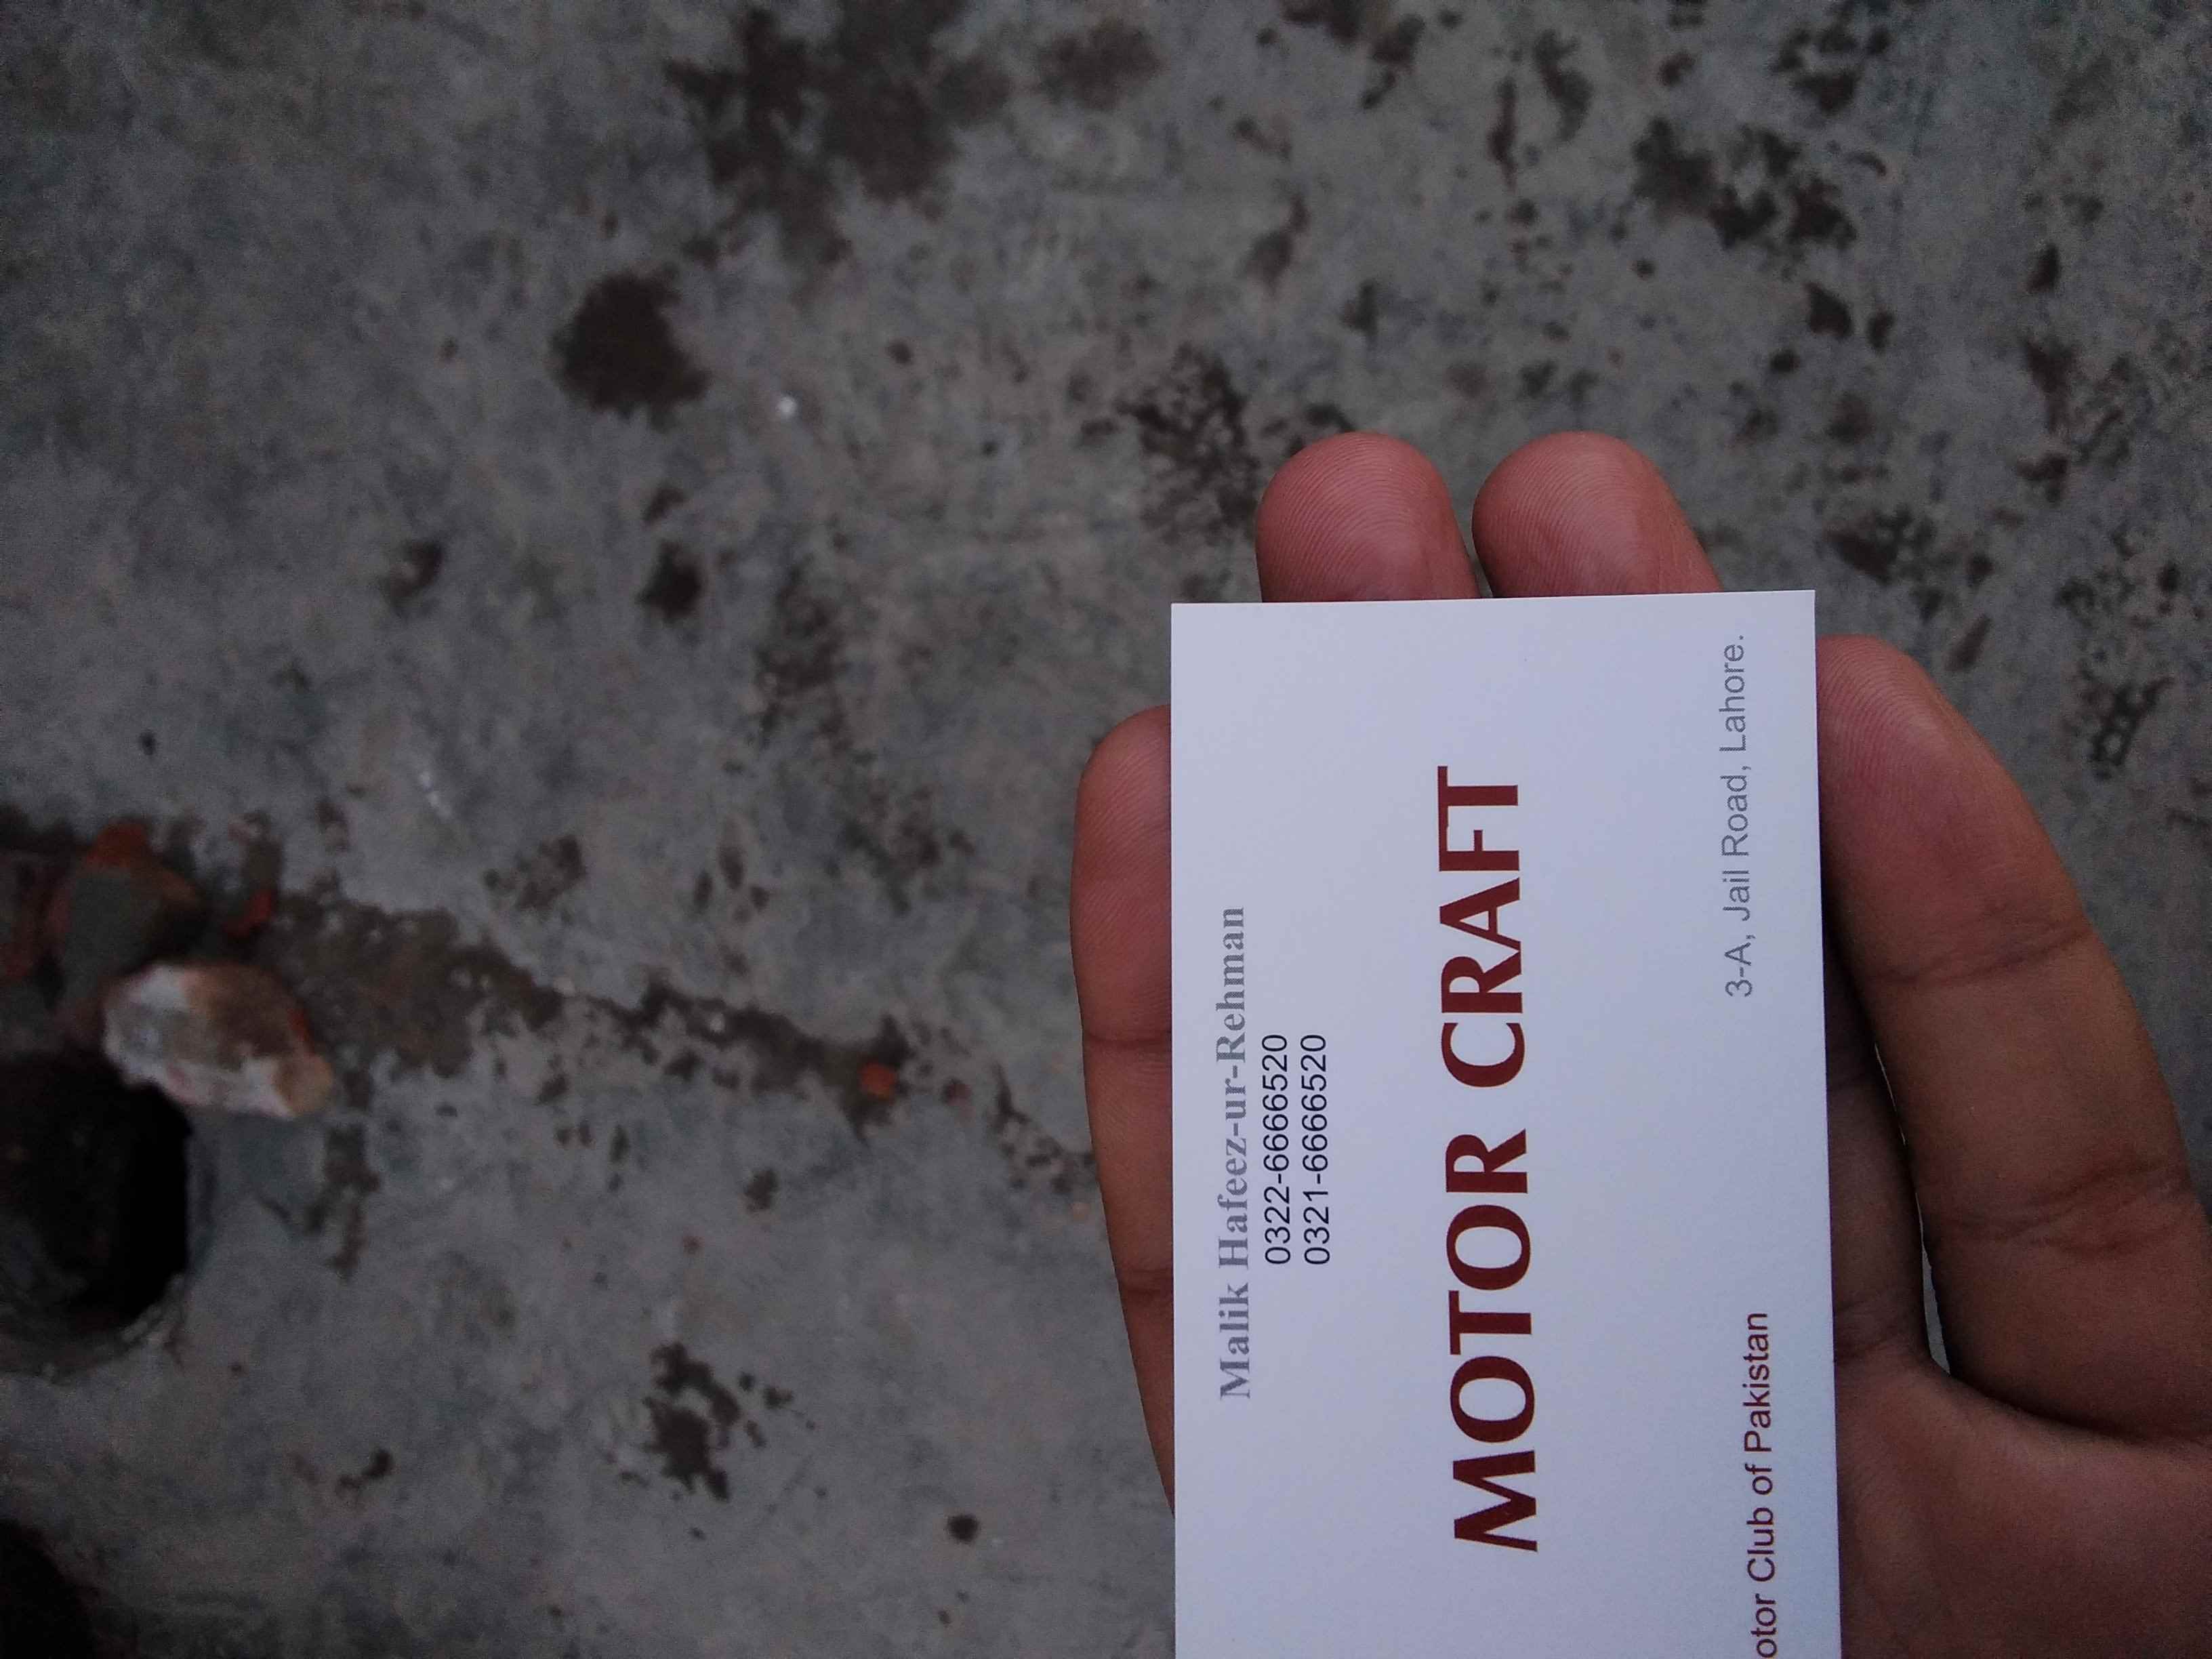 Malik Hafeez-ur-Rehman
0322-6666520
0321-6666520
MOTOR CRAFT
otor Club of Pakistan
3-A, Jail Road, Lahore.